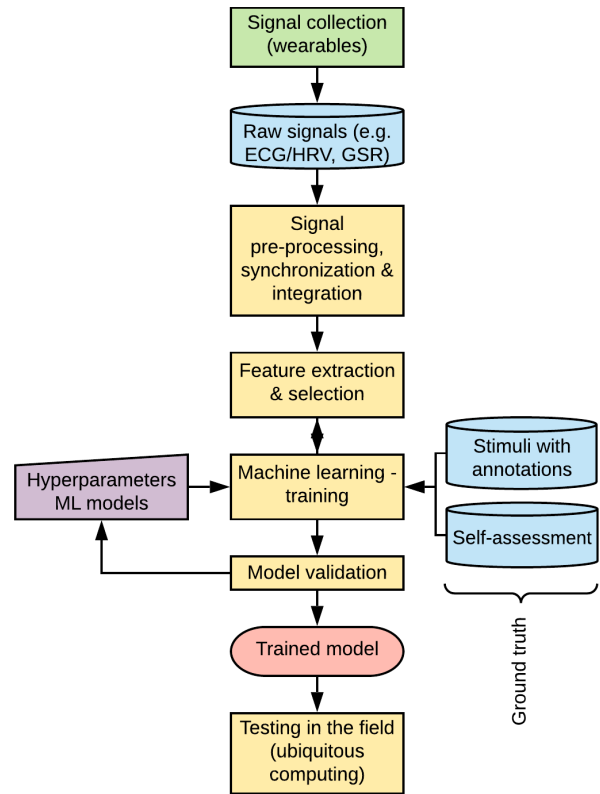 Signal collection
(wearables)
Raw signals (e.g.
ECG/HRV, GSR)
Signal
pre-processing,
synchronization &
integration
Feature extraction
& selection
Hyperparameters
ML models
Machine learning -
training
Stimuli with
annotations
Self-assessment
Model validation
Ground truth
Trained model
Testing in the field
(ubiquitous
computing)